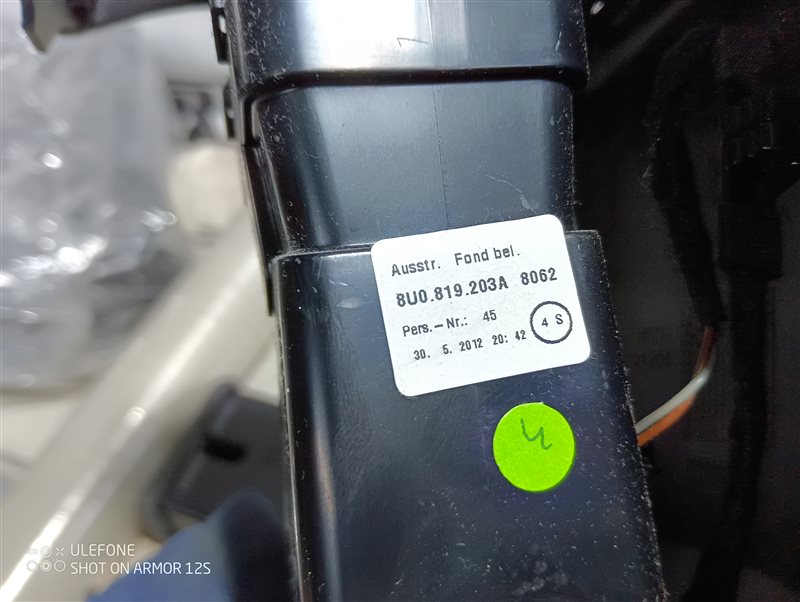 Ausstr. Fond bel.
8U0.819.203A 8062
Pers.-Nr.: 45
4 S
30. 5. 2012 20:42
4
ULEFONE
SHOT ON ARMOR 12S